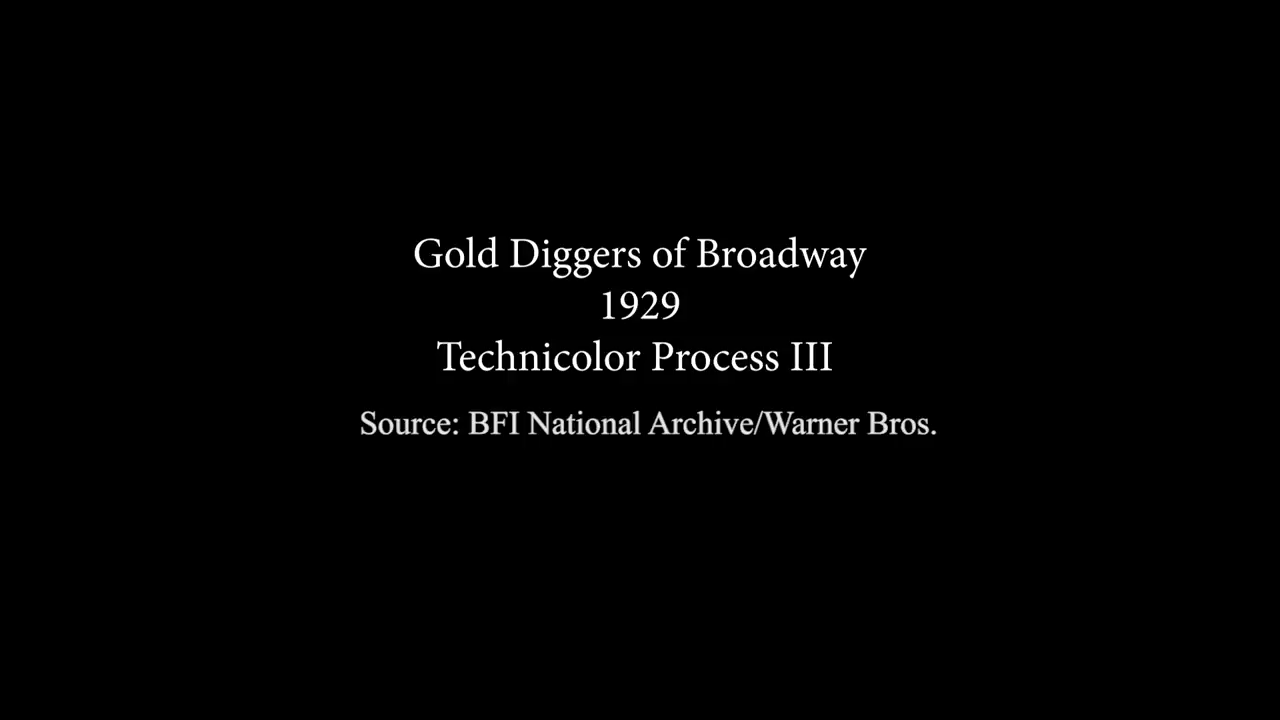 Gold Diggers of Broadway
1929
Technicolor Process III
Source: BFI National Archive/Warner Bros.